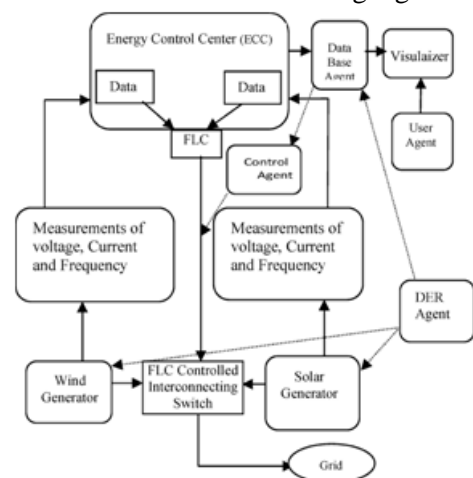 Energy Control Center (ECC)
Data
Data
FLC
Data
Base
Agent
Visulaizer
User
Agent
Control
Agent
Measurements of
voltage, Current
and Frequency
Measurements of
voltage, Current
and Frequency
DER
Agent
Wind
Generator
FLC Controlled
Interconnecting
Switch
Solar
Generator
Grid